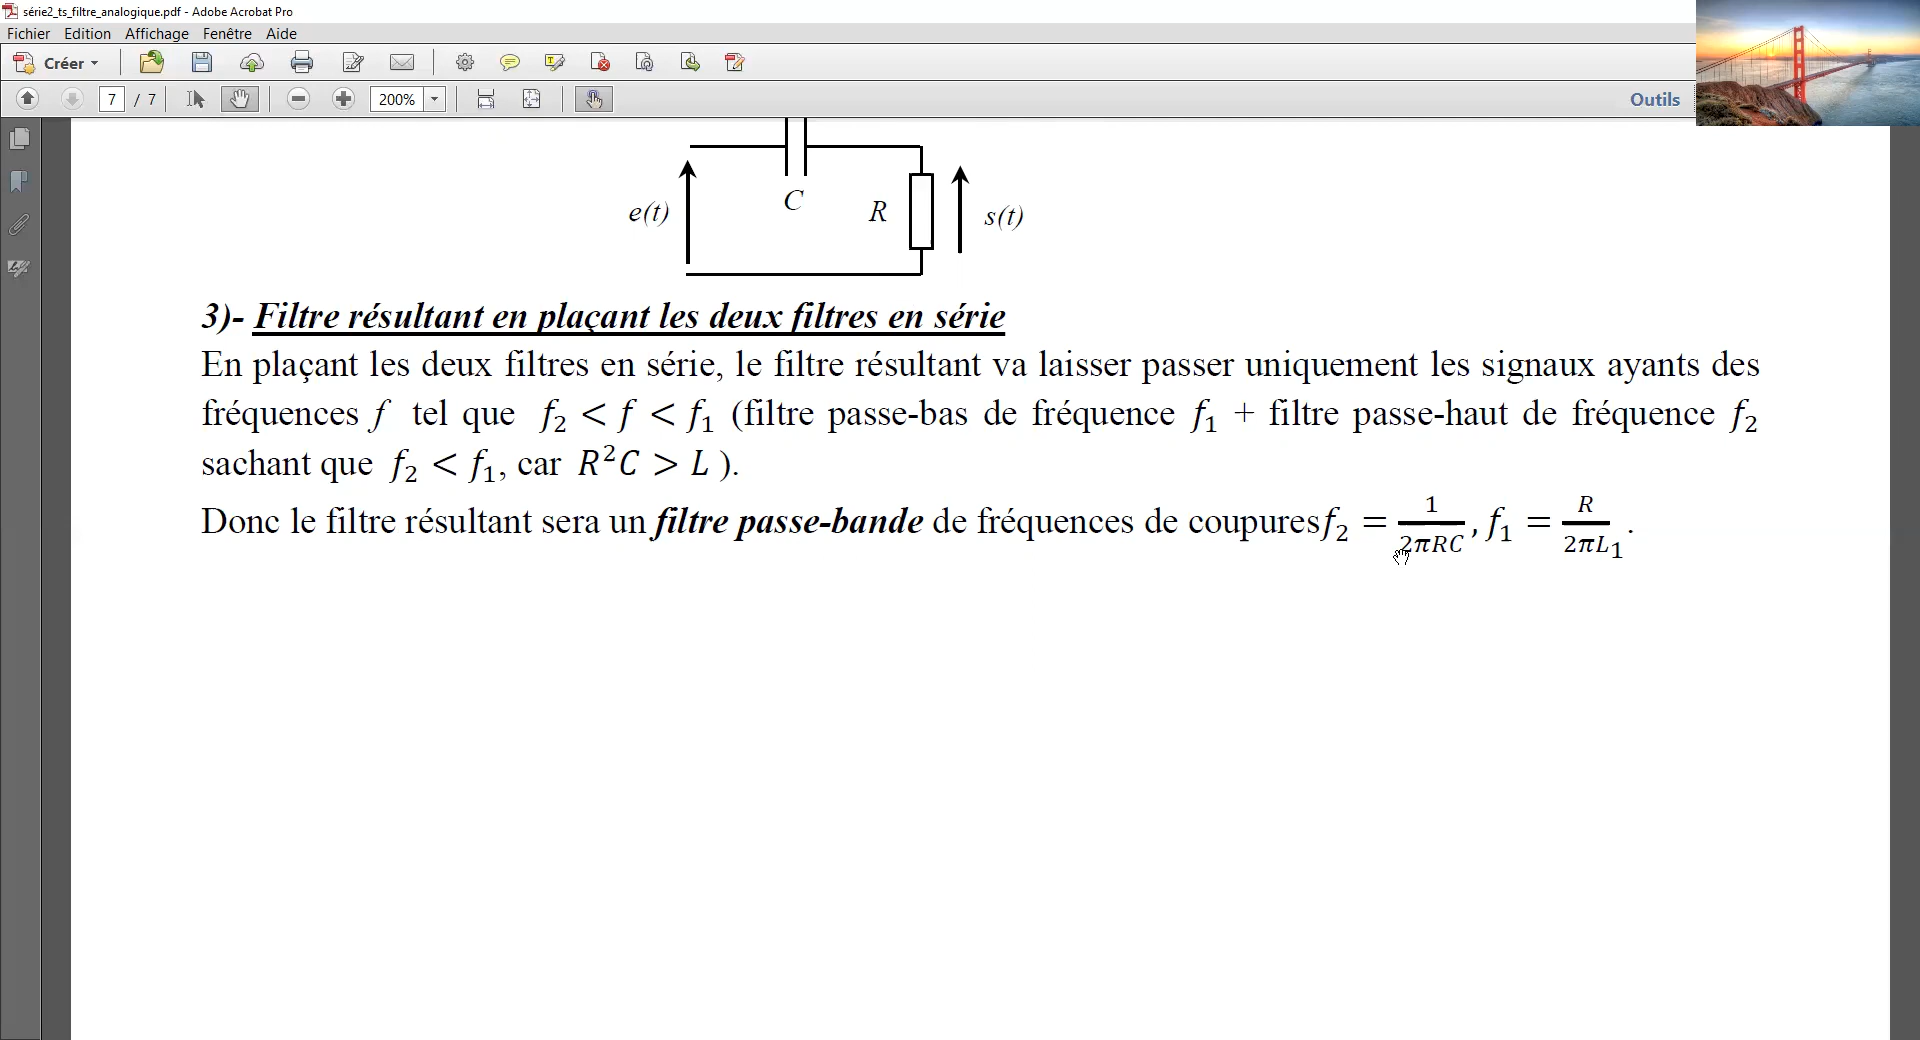 série2_ts_filtre_analogique.pdf - Adobe Acrobat Pro
Fichier Edition Affichage Fenêtre Aide
Créer
7 / 7 200% Outils
C
e(t) R s(t)
3)- Filtre résultant en plaçant les deux filtres en série
En plaçant les deux filtres en série, le filtre résultant va laisser passer uniquement les signaux ayants des
fréquences f tel que f₂ < f < f₁ (filtre passe-bas de fréquence f₁ + filtre passe-haut de fréquence f₂
sachant que f₂ < f₁, car R²C > L ).
Donc le filtre résultant sera un filtre passe-bande de fréquences de coupures f₂ = 1/2πRC, f₁ = R/2πL₁.